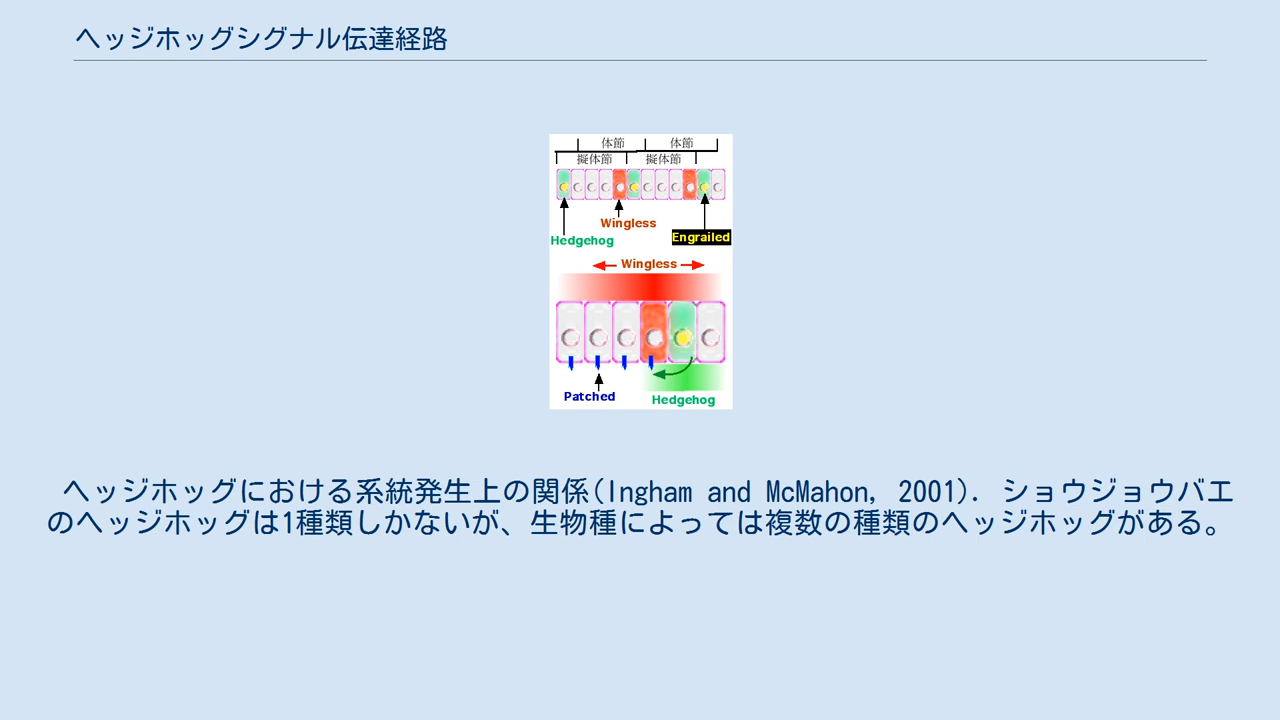 ヘッジホッグシグナル伝達経路
体節 体節
擬体節 擬体節
Wingless
Hedgehog
Engrailed
Wingless
Patched
Hedgehog
ヘッジホッグにおける系統発生上の関係(Ingham and McMahon, 2001). ショウジョウバエ
のヘッジホッグは1種類しかないが、生物種によっては複数の種類のヘッジホッグがある。